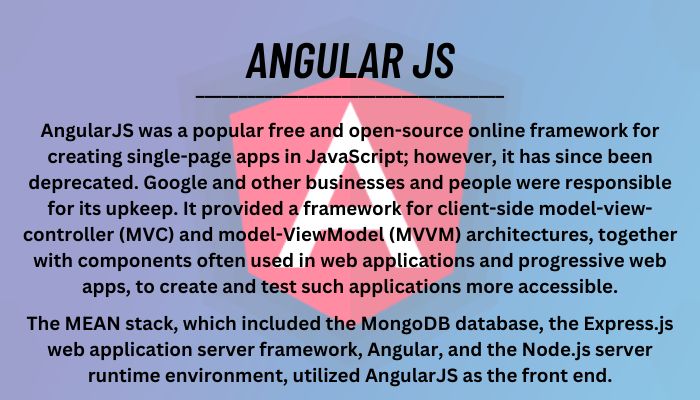 ANGULAR JS
AngularJS was a popular free and open-source online framework for
creating single-page apps in JavaScript; however, it has since been
deprecated. Google and other businesses and people were responsible
for its upkeep. It provided a framework for client-side model-view-
controller (MVC) and model-ViewModel (MVVM) architectures, together
with components often used in web applications and progressive web
apps, to create and test such applications more accessible.
The MEAN stack, which included the MongoDB database, the Express.js
web application server framework, Angular, and the Node.js server
runtime environment, utilized AngularJS as the front end.